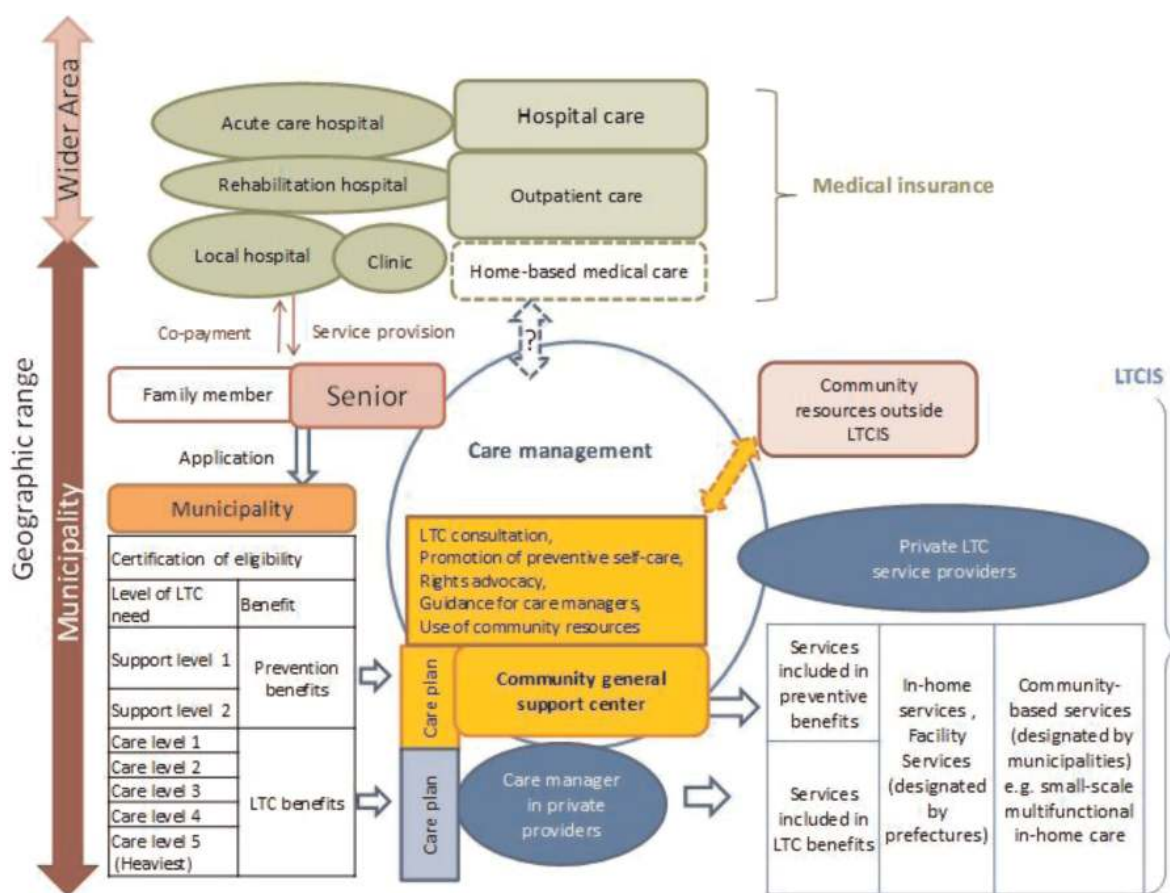 Wider Area
Geographic range
Municipality
Acute care hospital
Hospital care
Rehabilitation hospital
Outpatient care
Medical insurance
Local hospital
Clinic
Home-based medical care
Co-payment
Service provision
?
Family member
Senior
Community
resources outside
LTCIS
LTCIS
Care management
Application
Municipality
Certification of eligibility
Level of LTC
need
Benefit
Support level 1
Support level 2
Prevention
benefits
Care level 1
Care level 2
Care level 3
Care level 4
Care level 5
(Heaviest)
LTC benefits
LTC consultation,
Promotion of preventive self-care,
Rights advocacy,
Guidance for care managers,
Use of community resources
Care plan
Community general
support center
Care plan
Care manager
in private
providers
Private LTC
service providers
Services
included in
preventive
benefits
Services
included in
LTC benefits
In-home
services ,
Facility
Services
(designated
by
prefectures)
Community-
based services
(designated by
municipalities)
e.g. small-scale
multifunctional
in-home care